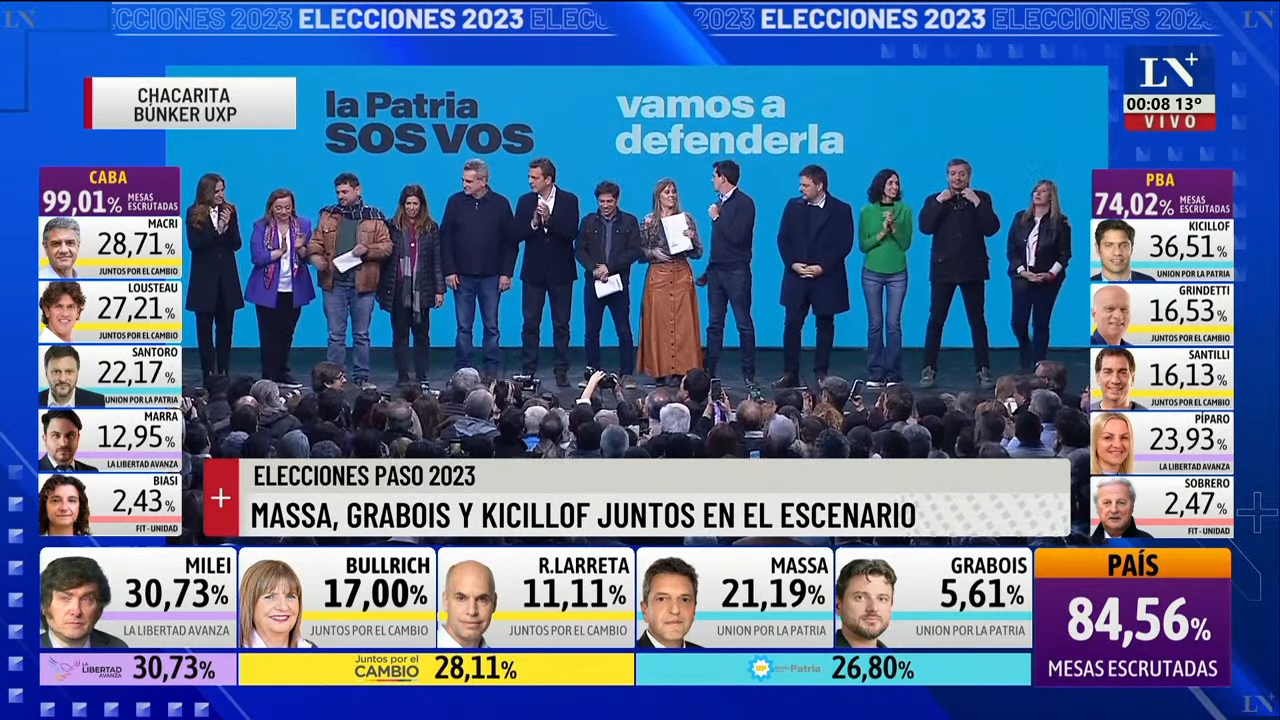 LN+
ELECCIONES 2023 ELECCIONES 2023 ELECCIONES 2023 ELECCIONES 2023
LN+
CHACARITA
BÚNKER UXP
la Patria
SOS VOS
vamos a
defenderla
LN+
00:08 13°
VIVO
CABA
99,01% MESAS ESCRUTADAS
MACRI
28,71%
JUNTOS POR EL CAMBIO
LOUSTEAU
27,21%
JUNTOS POR EL CAMBIO
SANTORO
22,17%
UNION POR LA PATRIA
MARRA
12,95%
LA LIBERTAD AVANZA
BIASI
2,43%
FIT - UNIDAD
PBA
74,02% MESAS ESCRUTADAS
KICILLOF
36,51%
UNION POR LA PATRIA
GRINDETTI
16,53%
JUNTOS POR EL CAMBIO
SANTILLI
16,13%
JUNTOS POR EL CAMBIO
PÍPARO
23,93%
LA LIBERTAD AVANZA
SOBRERO
2,47%
FIT - UNIDAD
+
ELECCIONES PASO 2023
MASSA, GRABOIS Y KICILLOF JUNTOS EN EL ESCENARIO
MILEI
30,73%
LA LIBERTAD AVANZA
BULLRICH
17,00%
JUNTOS POR EL CAMBIO
R.LARRETA
11,11%
JUNTOS POR EL CAMBIO
MASSA
21,19%
UNION POR LA PATRIA
GRABOIS
5,61%
UNION POR LA PATRIA
PAÍS
84,56%
MESAS ESCRUTADAS
LA LIBERTAD AVANZA 30,73%
Juntos por el CAMBIO 28,11%
Patria 26,80%
LN+